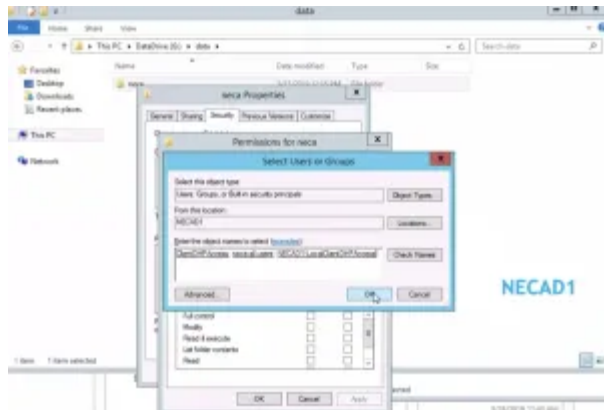 data
File Home Share View
This PC ▸ DataDrive (G:) ▸ data ▸
Search data
Favorites
Name
Date modified
Type
Size
Desktop
neca
Downloads
Recent places
This PC
Network
neca Properties
General Sharing Security Previous Versions Customize
Permissions for neca
Select Users or Groups
Select this object type:
Users, Groups, or Built-in security principals
Object Types...
From this location:
NECAD1
Locations...
Enter the object names to select (examples):
Check Names
Advanced...
OK
Cancel
NECAD1
Full control
Modify
Read & execute
List folder contents
Read
1 item 1 item selected
OK Cancel Apply